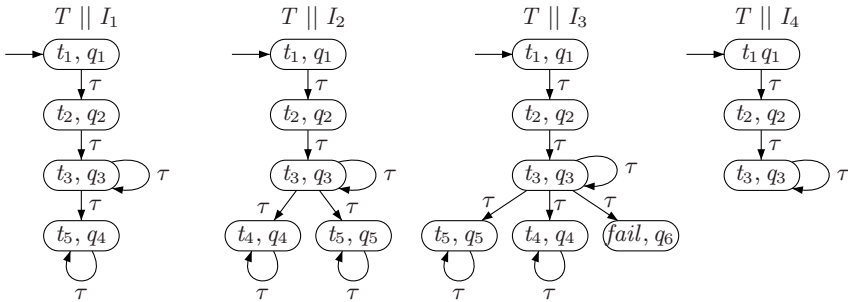 T || I₁ T || I₂ T || I₃ T || I₄
t₁, q₁ t₁, q₁ t₁, q₁ t₁ q₁
τ τ τ τ
t₂, q₂ t₂, q₂ t₂, q₂ t₂, q₂
τ τ τ τ
t₃, q₃ τ t₃, q₃ τ t₃, q₃ τ t₃, q₃ τ
τ τ τ τ τ τ
t₅, q₄ t₄, q₄ t₅, q₅ t₅, q₅ t₄, q₄ fail, q₆
τ τ τ τ τ